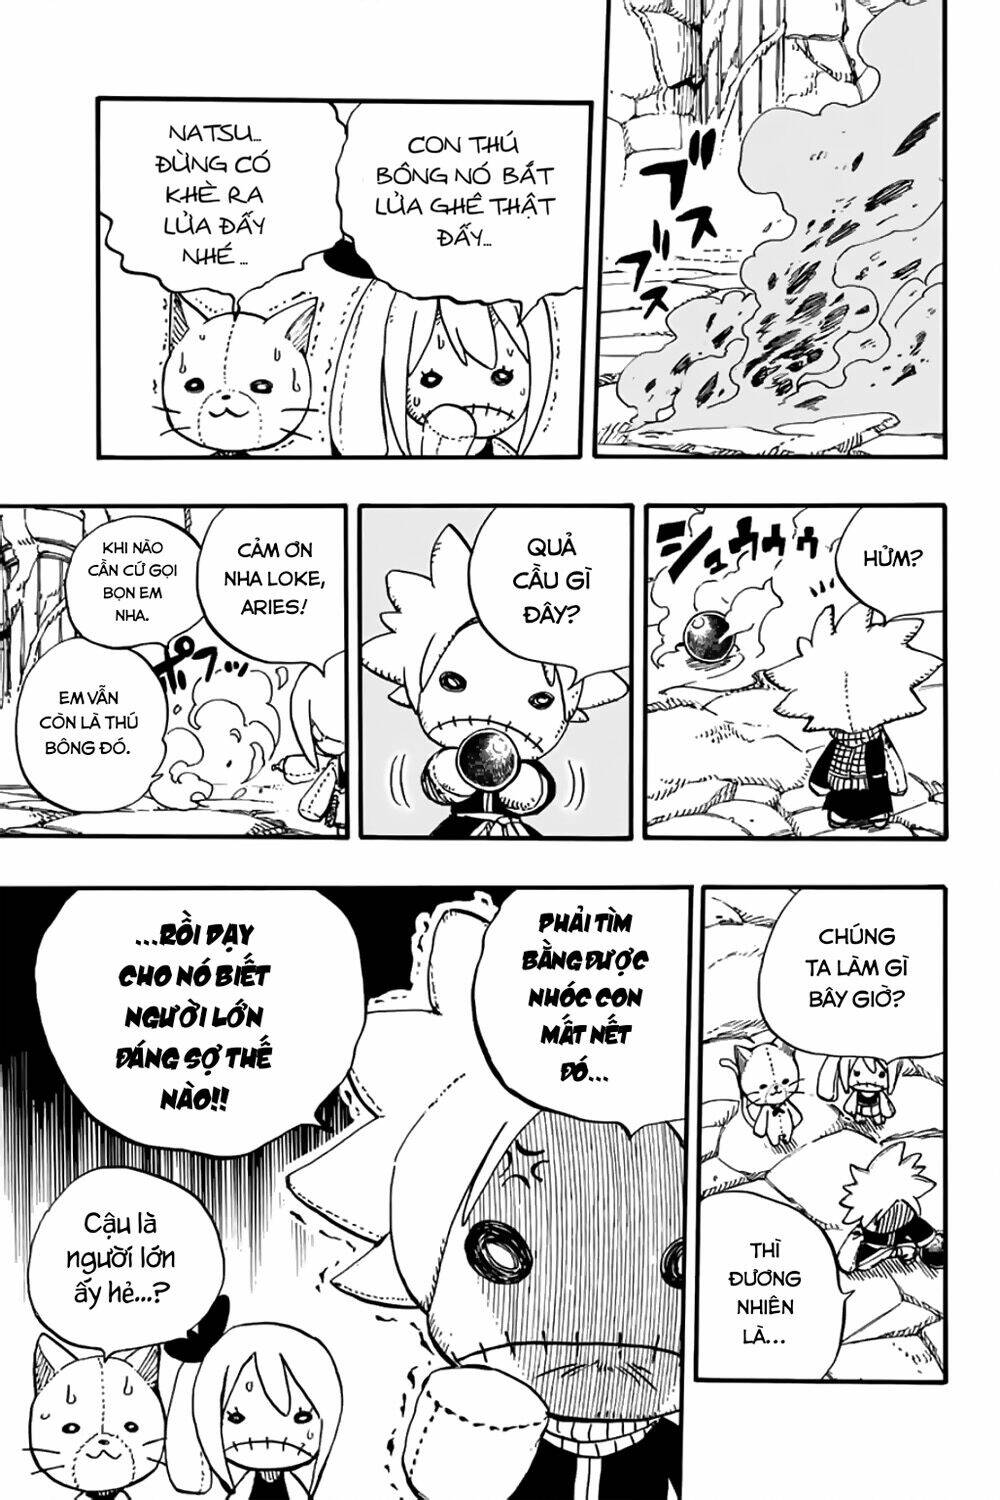 ブ
ス
ブ
ス
CON THÚ
BÔNG NÓ BẮT
LỬA GHÊ THẬT
ĐẤY...
NATSU...
ĐỪNG CÓ
KHÈ RA
LỬA ĐẤY
NHÉ...
HỬM?
シュウゥゥ
QUẢ
CẦU GÌ
ĐÂY?
CẢM ƠN
NHA LOKE,
ARIES!
KHI NÀO
CẦN CỨ GỌI
BỌN EM
NHA.
ボフッ
EM VẪN
CÒN LÀ THÚ
BÔNG ĐÓ.
CHÚNG
TA LÀM GÌ
BÂY GIỜ?
THÌ
ĐƯƠNG
NHIÊN
LÀ...
PHẢI TÌM
BẰNG ĐƯỢC
NHÓC CON
MẤT NẾT
ĐÓ...
...RỒI DẠY
CHO NÓ BIẾT
NGƯỜI LỚN
ĐÁNG SỢ THẾ
NÀO!!
Cậu là
người lớn
ấy hẻ...?